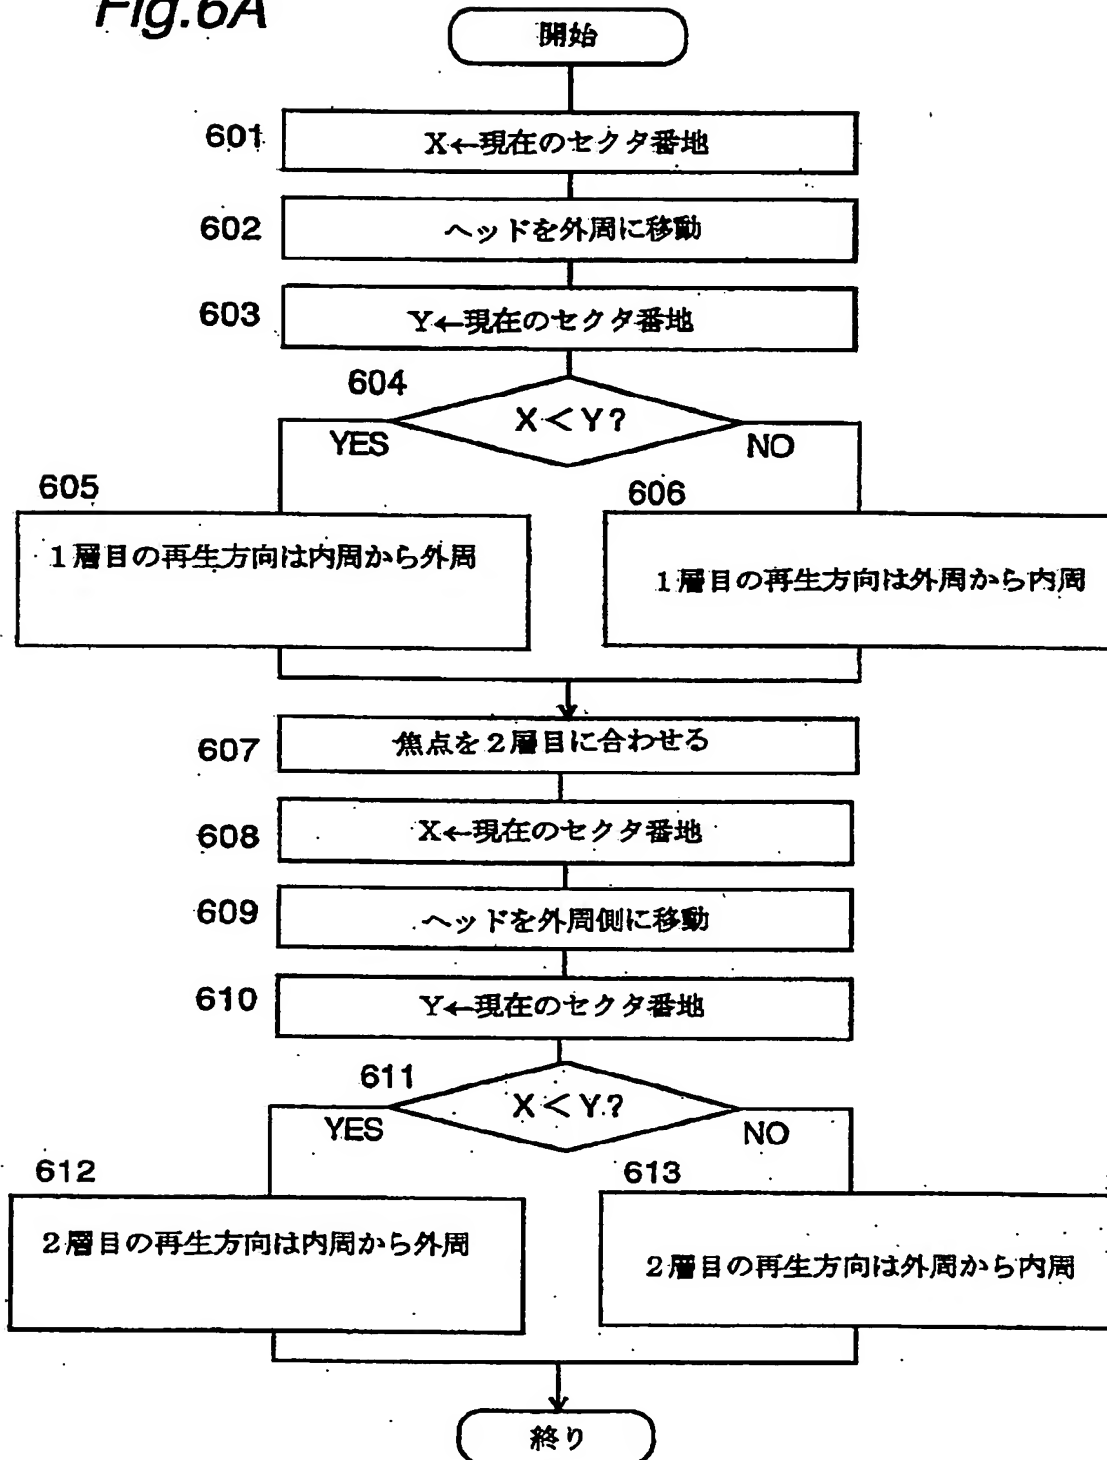 Fig.6A
開始
601
X←現在のセクタ番地
602
ヘッドを外周に移動
603
Y←現在のセクタ番地
604
X<Y?
YES
NO
605
1層目の再生方向は内周から外周
606
1層目の再生方向は外周から内周
607
焦点を2層目に合わせる
608
X←現在のセクタ番地
609
ヘッドを外周側に移動
610
Y←現在のセクタ番地
611
X<Y?
YES
NO
612
2層目の再生方向は内周から外周
613
2層目の再生方向は外周から内周
終り